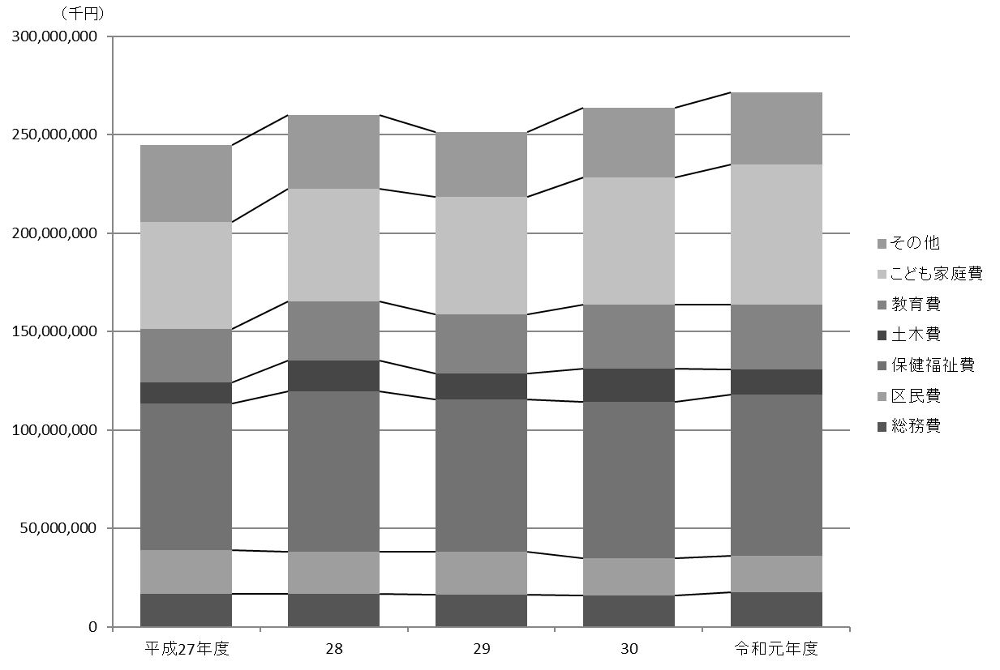 （千円）
300,000,000
250,000,000
200,000,000
150,000,000
100,000,000
50,000,000
0
平成27年度
28
29
30
令和元年度
その他
こども家庭費
教育費
土木費
保健福祉費
区民費
総務費